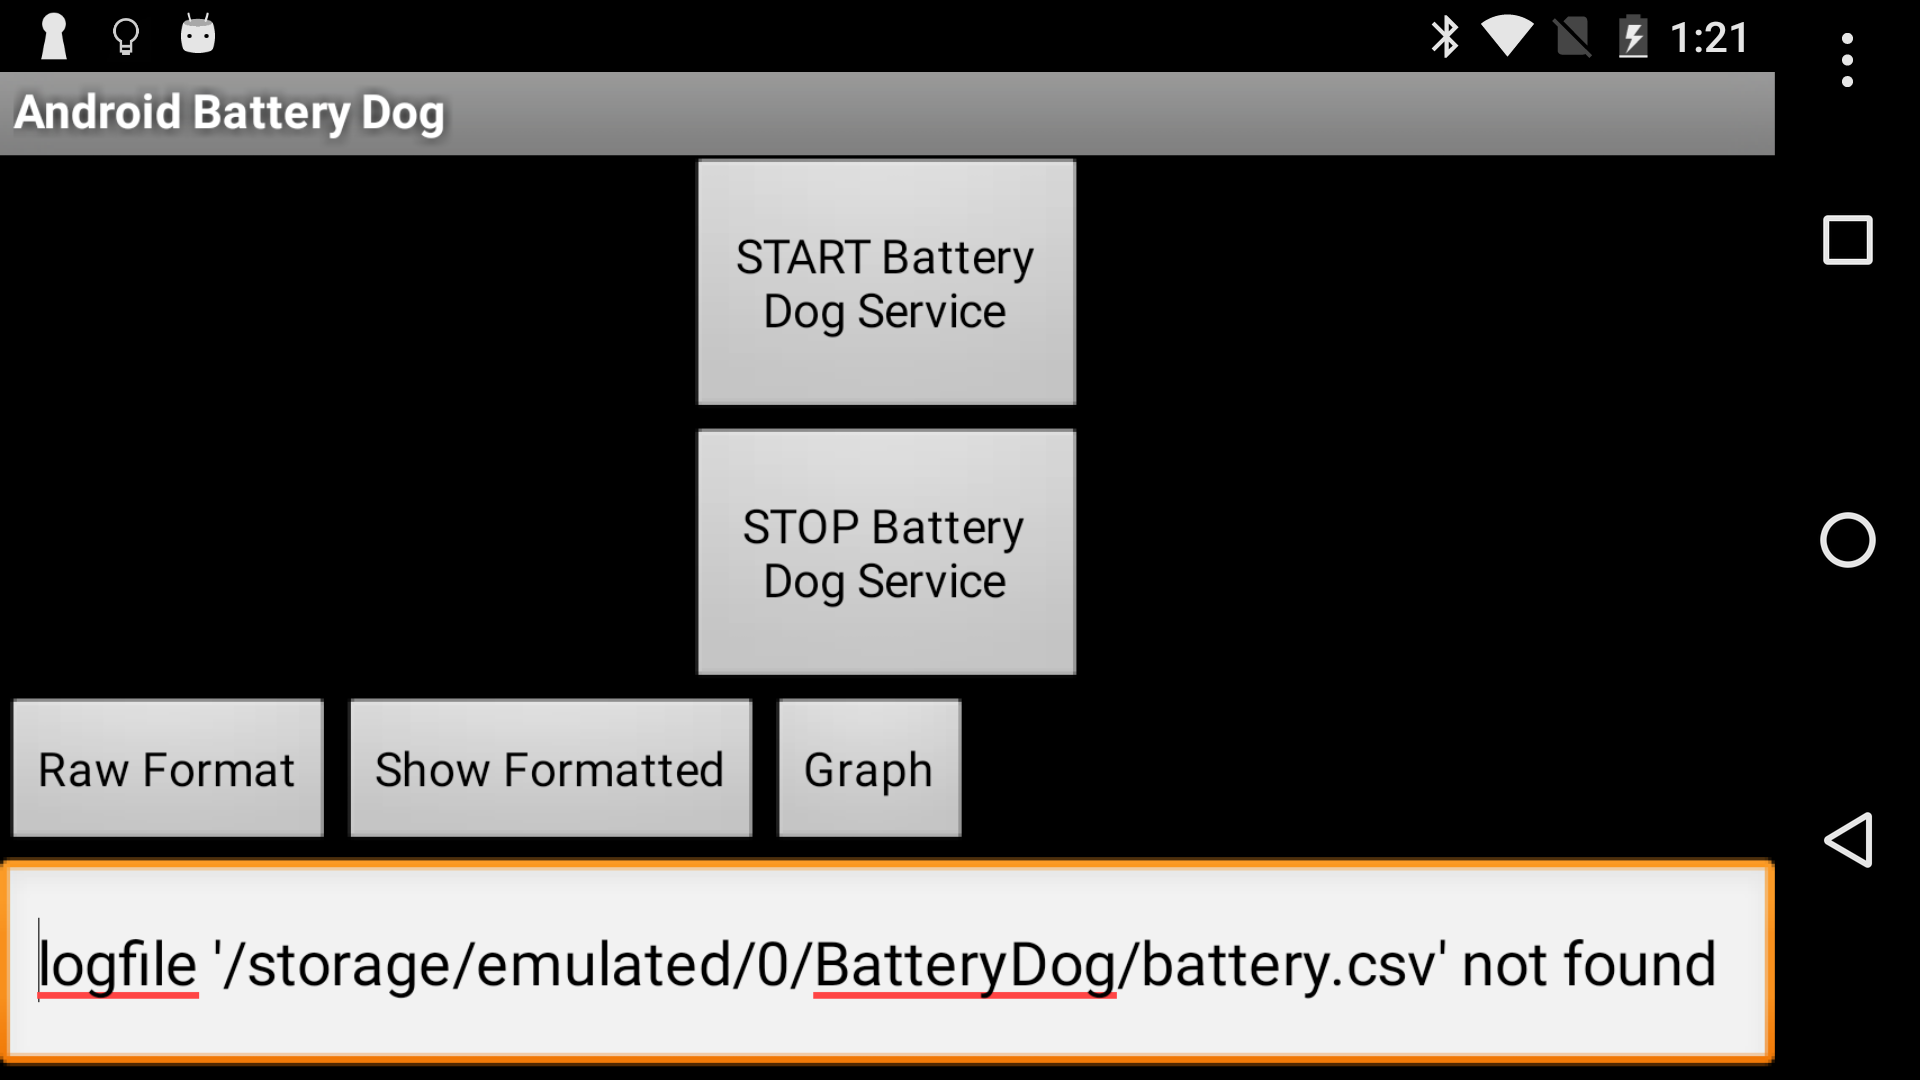 1:21
Android Battery Dog
START Battery
Dog Service
STOP Battery
Dog Service
Raw Format
Show Formatted
Graph
logfile '/storage/emulated/0/BatteryDog/battery.csv' not found